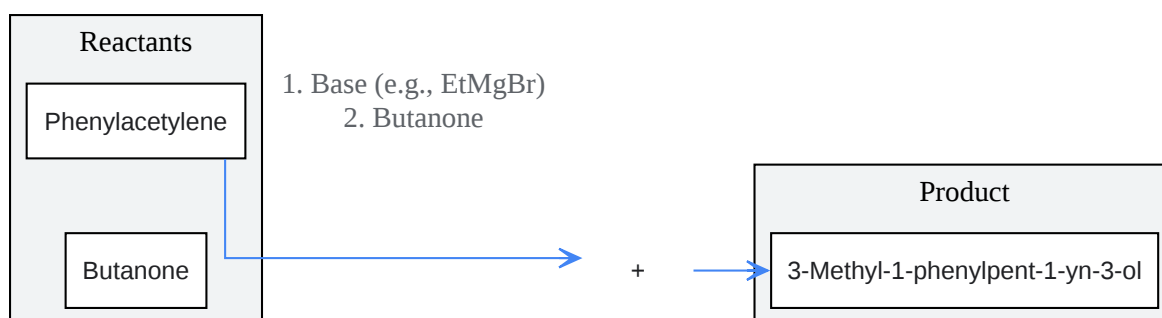 Reactants
Phenylacetylene
1. Base (e.g., EtMgBr)
2. Butanone
Product
Butanone
+
3-Methyl-1-phenylpent-1-yn-3-ol